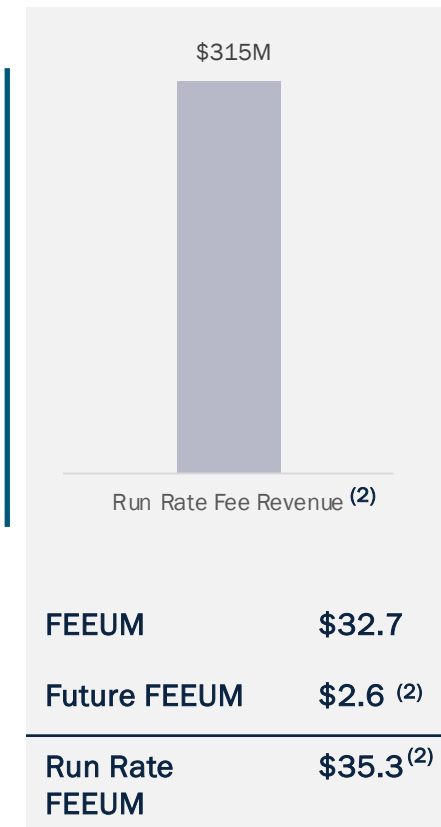 $315M
Run Rate Fee Revenue (2)
FEEUM $32.7
Future FEEUM $2.6 (2)
Run Rate $35.3(2)
FEEUM